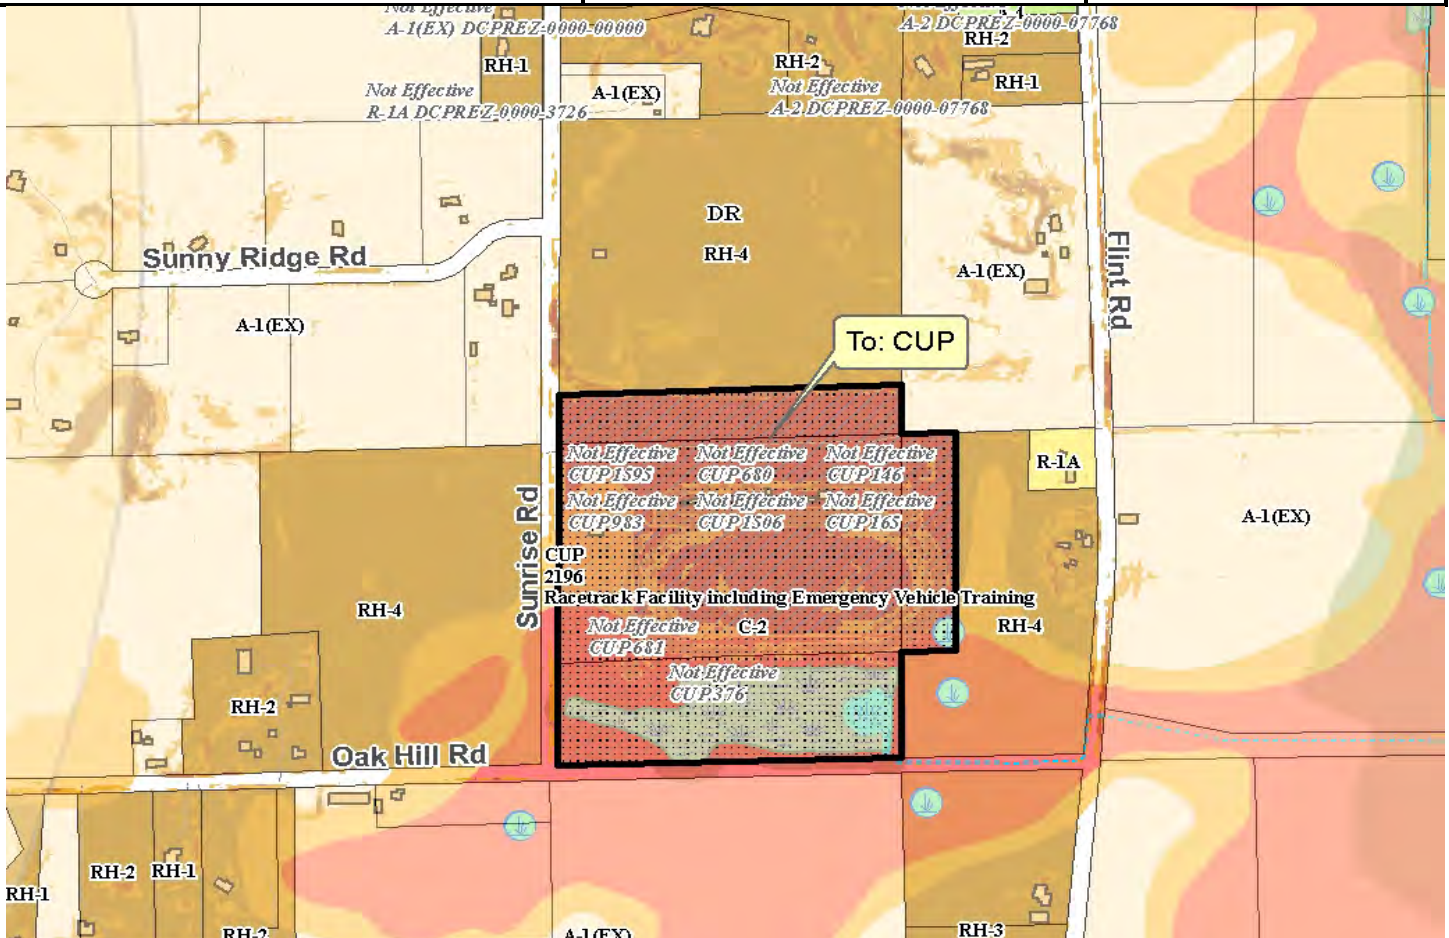 Not Effective
A-1(EX) DCPREZ-0000-00000
A-2 DCPREZ-0000-07768
RH-2
RH-1
RH-2
RH-1
Not Effective
R-1A DCPREZ-0000-3726
A-1(EX)
Not Effective
A-2 DCPREZ-0000-07768
DR
RH-4
Sunny Ridge Rd
A-1(EX)
Flint Rd
A-1(EX)
To: CUP
Not Effective
CUP1595
Not Effective
CUP680
Not Effective
CUP146
R-1A
Not Effective
CUP983
Not Effective
CUP1506
Not Effective
CUP165
A-1(EX)
Sunrise Rd
CUP
2196
Racetrack Facility including Emergency Vehicle Training
RH-4
Not Effective
CUP681
C-2
RH-4
Not Effective
CUP376
RH-2
Oak Hill Rd
RH-2
RH-1
RH-1
RH-2
A-1(EX)
RH-3